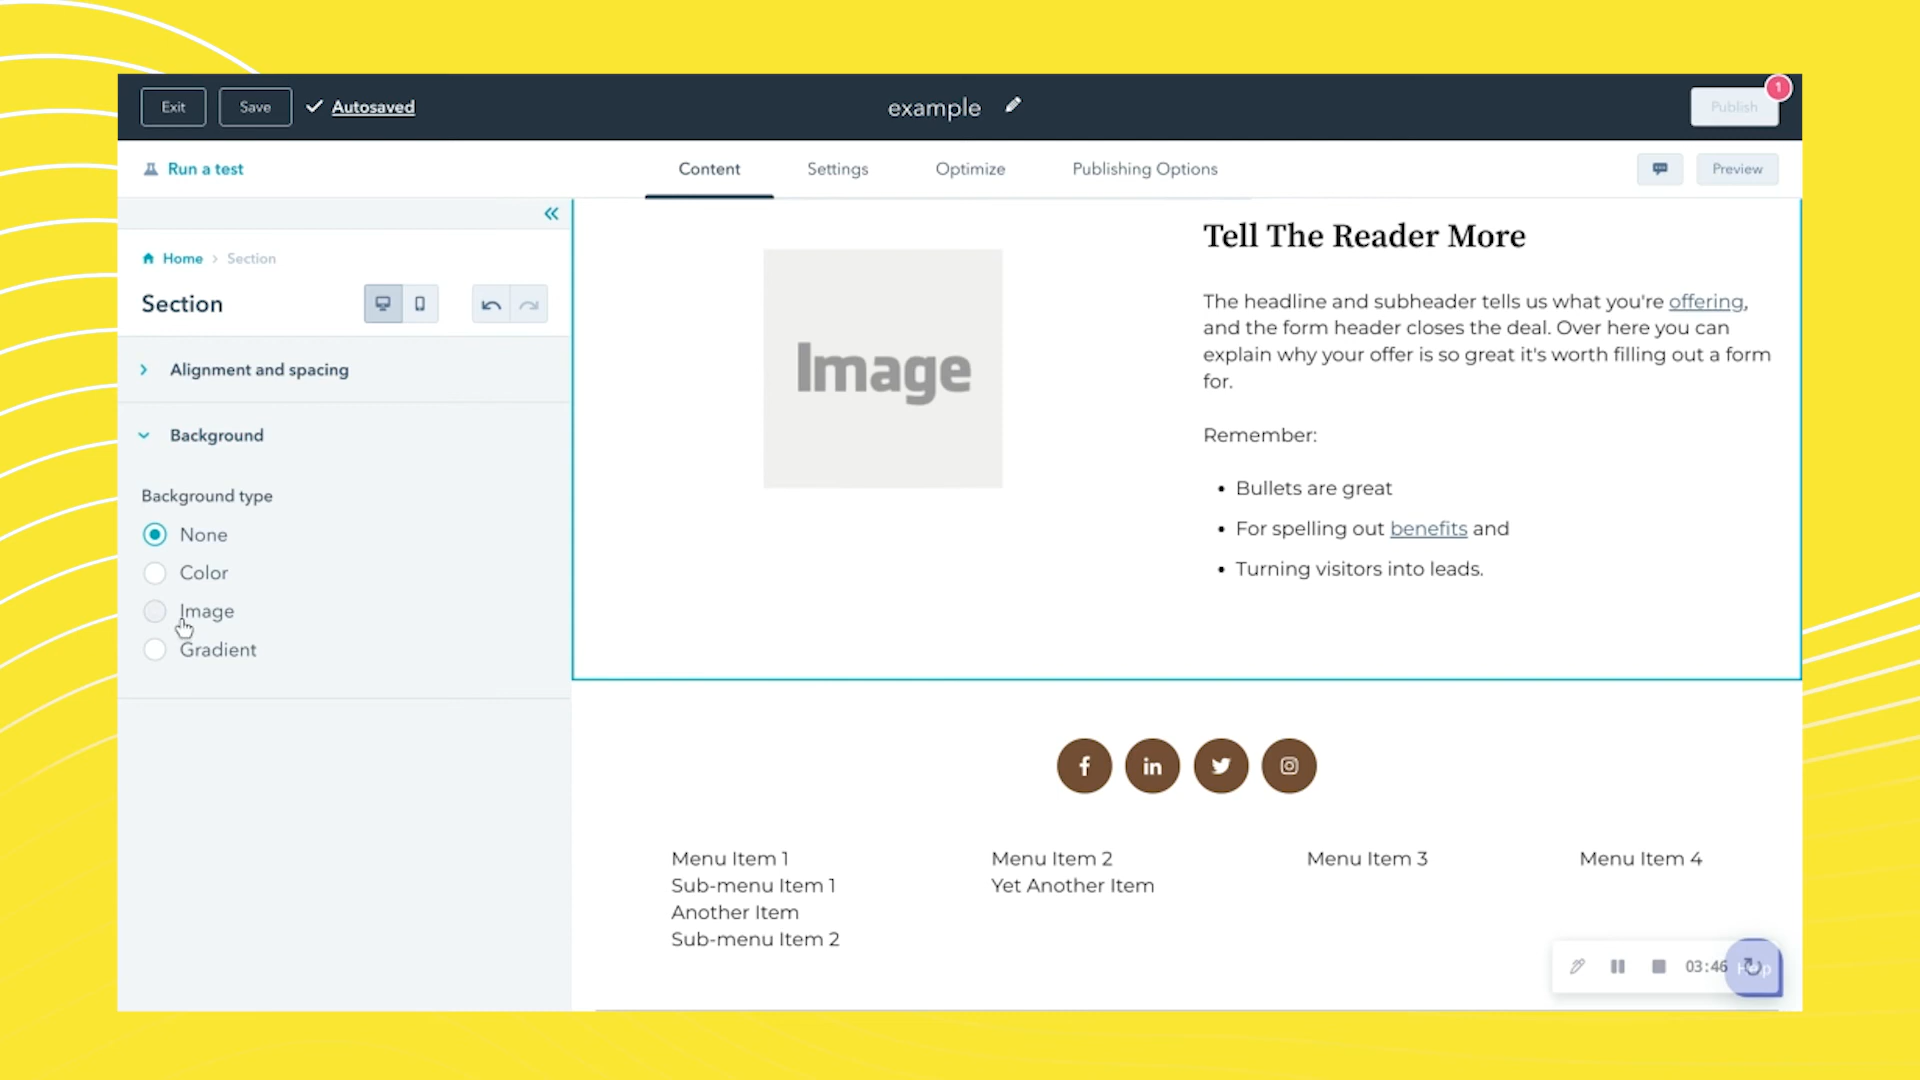 Exit
Save
Autosaved
example
Publish
1
Run a test
Content
Settings
Optimize
Publishing Options
Preview
Home
Section
Section
Alignment and spacing
Background
Background type
None
Color
Image
Gradient
Image
Tell The Reader More
The headline and subheader tells us what you're offering,
and the form header closes the deal. Over here you can
explain why your offer is so great it's worth filling out a form
for.
Remember:
Bullets are great
For spelling out benefits and
Turning visitors into leads.
Menu Item 1
Sub-menu Item 1
Another Item
Sub-menu Item 2
Menu Item 2
Yet Another Item
Menu Item 3
Menu Item 4
03:46